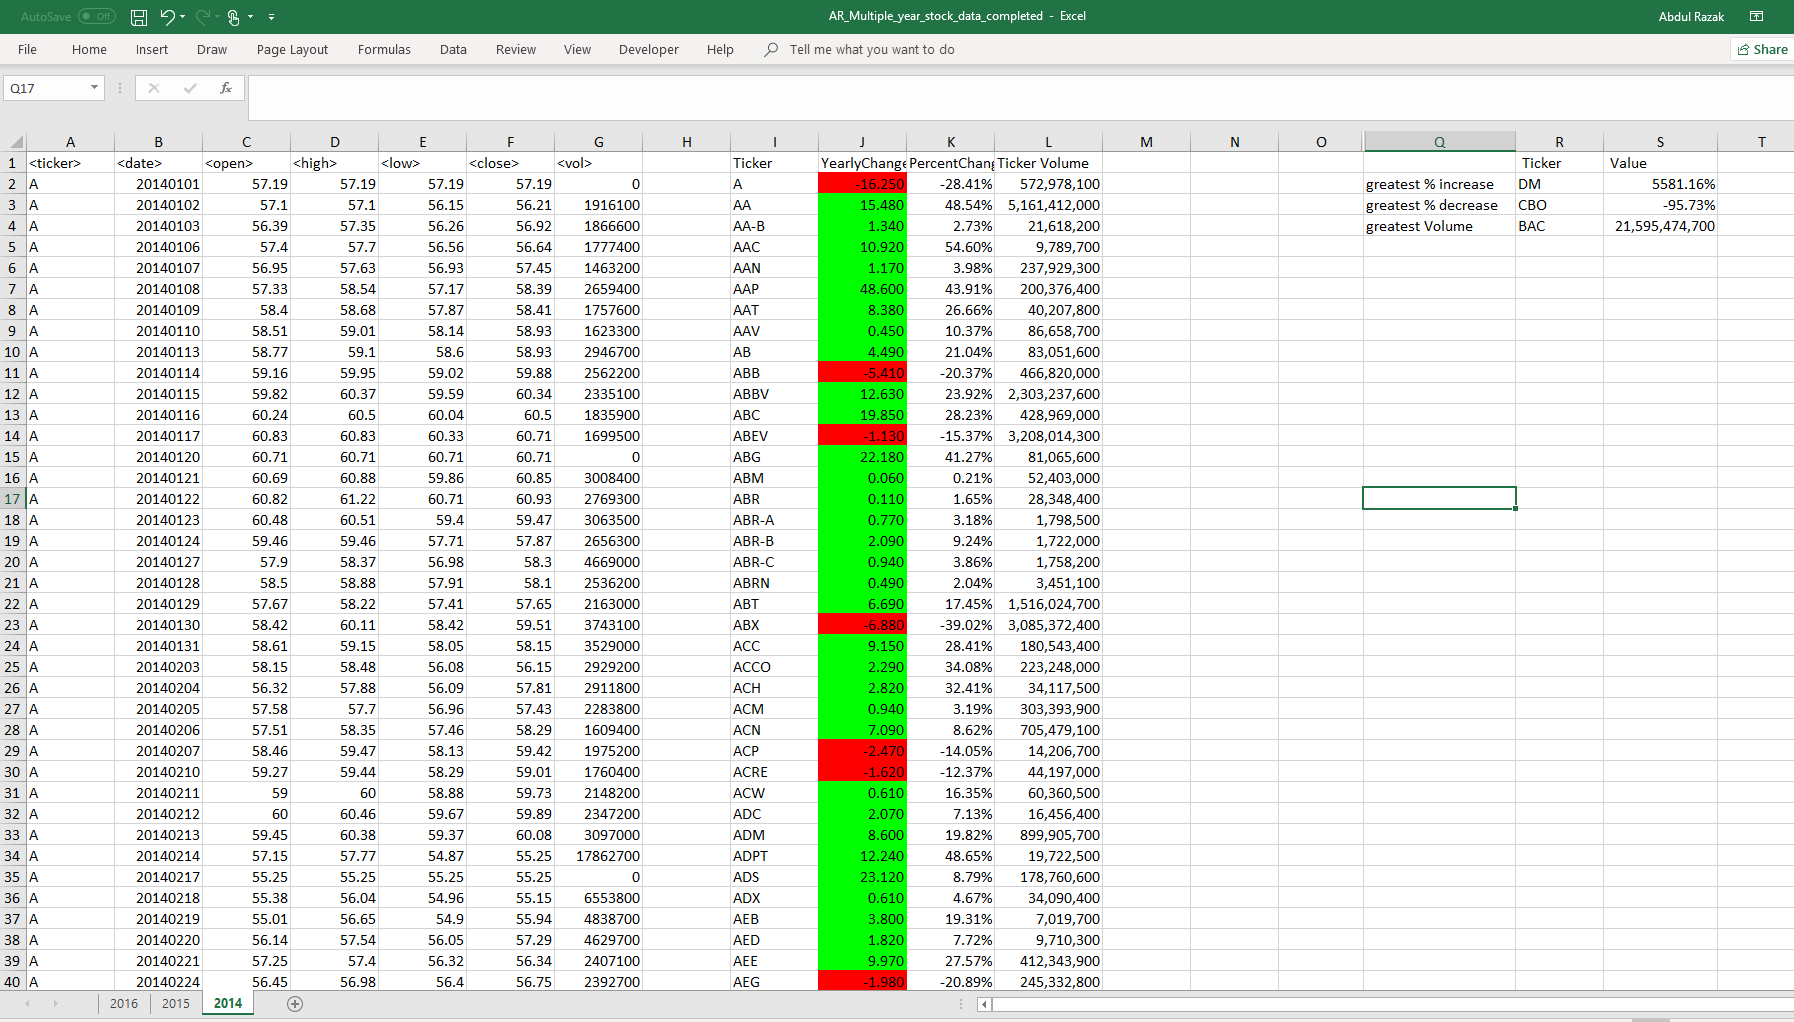 AutoSave Off AR_Multiple_year_stock_data_completed - Excel Abdul Razak
File Home Insert Draw Page Layout Formulas Data Review View Developer Help Tell me what you want to do Share
Q17 fx
A B C D E F G H I J K L M N O Q R S T
1 <ticker> <date> <open> <high> <low> <close> <vol> Ticker YearlyChange PercentChang Ticker Volume Ticker Value
2 A 20140101 57.19 57.19 57.19 57.19 0 A -16.250 -28.41% 572,978,100 greatest % increase DM 5581.16%
3 A 20140102 57.1 57.1 56.15 56.21 1916100 AA 15.480 48.54% 5,161,412,000 greatest % decrease CBO -95.73%
4 A 20140103 56.39 57.35 56.26 56.92 1866600 AA-B 1.340 2.73% 21,618,200 greatest Volume BAC 21,595,474,700
5 A 20140106 57.4 57.7 56.56 56.64 1777400 AAC 10.920 54.60% 9,789,700
6 A 20140107 56.95 57.63 56.93 57.45 1463200 AAN 1.170 3.98% 237,929,300
7 A 20140108 57.33 58.54 57.17 58.39 2659400 AAP 48.600 43.91% 200,376,400
8 A 20140109 58.4 58.68 57.87 58.41 1757600 AAT 8.380 26.66% 40,207,800
9 A 20140110 58.51 59.01 58.14 58.93 1623300 AAV 0.450 10.37% 86,658,700
10 A 20140113 58.77 59.1 58.6 58.93 2946700 AB 4.490 21.04% 83,051,600
11 A 20140114 59.16 59.95 59.02 59.88 2562200 ABB -5.410 -20.37% 466,820,000
12 A 20140115 59.82 60.37 59.59 60.34 2335100 ABBV 12.630 23.92% 2,303,237,600
13 A 20140116 60.24 60.5 60.04 60.5 1835900 ABC 19.850 28.23% 428,969,000
14 A 20140117 60.83 60.83 60.33 60.71 1699500 ABEV -1.130 -15.37% 3,208,014,300
15 A 20140120 60.71 60.71 60.71 60.71 0 ABG 22.180 41.27% 81,065,600
16 A 20140121 60.69 60.88 59.86 60.85 3008400 ABM 0.060 0.21% 52,403,000
17 A 20140122 60.82 61.22 60.71 60.93 2769300 ABR 0.110 1.65% 28,348,400
18 A 20140123 60.48 60.51 59.4 59.47 3063500 ABR-A 0.770 3.18% 1,798,500
19 A 20140124 59.46 59.46 57.71 57.87 2656300 ABR-B 2.090 9.24% 1,722,000
20 A 20140127 57.9 58.37 56.98 58.3 4669000 ABR-C 0.940 3.86% 1,758,200
21 A 20140128 58.5 58.88 57.91 58.1 2536200 ABRN 0.490 2.04% 3,451,100
22 A 20140129 57.67 58.22 57.41 57.65 2163000 ABT 6.690 17.45% 1,516,024,700
23 A 20140130 58.42 60.11 58.42 59.51 3743100 ABX -6.880 -39.02% 3,085,372,400
24 A 20140131 58.61 59.15 58.05 58.15 3529000 ACC 9.150 28.41% 180,543,400
25 A 20140203 58.15 58.48 56.08 56.15 2929200 ACCO 2.290 34.08% 223,248,000
26 A 20140204 56.32 57.88 56.09 57.81 2911800 ACH 2.820 32.41% 34,117,500
27 A 20140205 57.58 57.7 56.96 57.43 2283800 ACM 0.940 3.19% 303,393,900
28 A 20140206 57.51 58.35 57.46 58.29 1609400 ACN 7.090 8.62% 705,479,100
29 A 20140207 58.46 59.47 58.13 59.42 1975200 ACP -2.470 -14.05% 14,206,700
30 A 20140210 59.27 59.44 58.29 59.01 1760400 ACRE -1.620 -12.37% 44,197,000
31 A 20140211 59 60 58.88 59.73 2148200 ACW 0.610 16.35% 60,360,500
32 A 20140212 60 60.46 59.67 59.89 2347200 ADC 2.070 7.13% 16,456,400
33 A 20140213 59.45 60.38 59.37 60.08 3097000 ADM 8.600 19.82% 899,905,700
34 A 20140214 57.15 57.77 54.87 55.25 17862700 ADPT 12.240 48.65% 19,722,500
35 A 20140217 55.25 55.25 55.25 55.25 0 ADS 23.120 8.79% 178,760,600
36 A 20140218 55.38 56.04 54.96 55.15 6553800 ADX 0.610 4.67% 34,090,400
37 A 20140219 55.01 56.65 54.9 55.94 4838700 AEB 3.800 19.31% 7,019,700
38 A 20140220 56.14 57.54 56.05 57.29 4629700 AED 1.820 7.72% 9,710,300
39 A 20140221 57.25 57.4 56.32 56.34 2407100 AEE 9.970 27.57% 412,343,900
40 A 20140224 56.45 56.98 56.4 56.75 2392700 AEG -1.980 -20.89% 245,332,800
2016 2015 2014